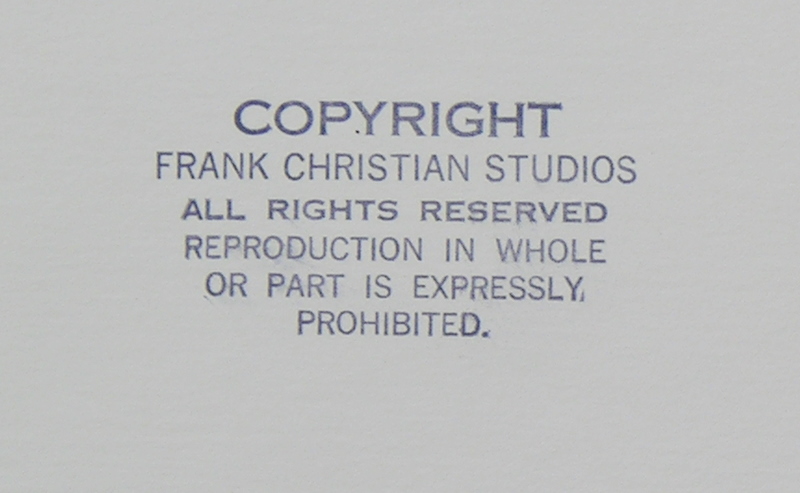 COPYRIGHT
FRANK CHRISTIAN STUDIOS
ALL RIGHTS RESERVED
REPRODUCTION IN WHOLE
OR PART IS EXPRESSLY
PROHIBITED.